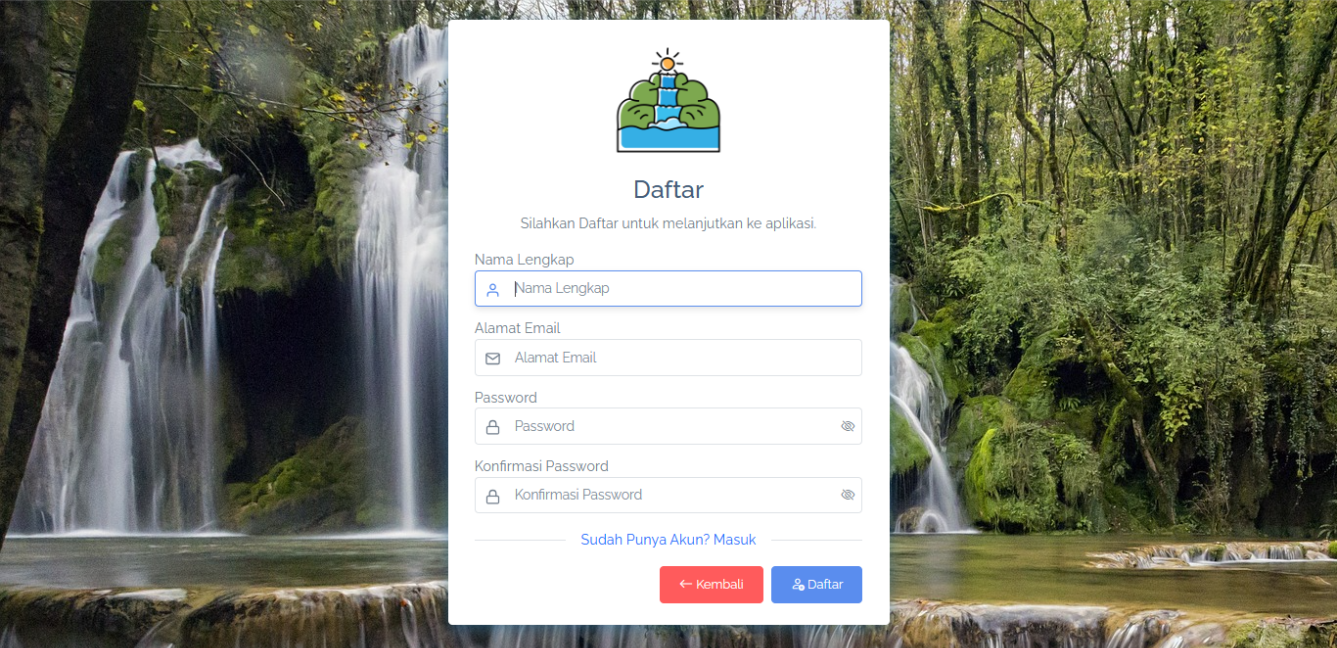 Daftar
Silahkan Daftar untuk melanjutkan ke aplikasi.
Nama Lengkap
Nama Lengkap
Alamat Email
Alamat Email
Password
Password
Konfirmasi Password
Konfirmasi Password
Sudah Punya Akun? Masuk
Kembali Daftar